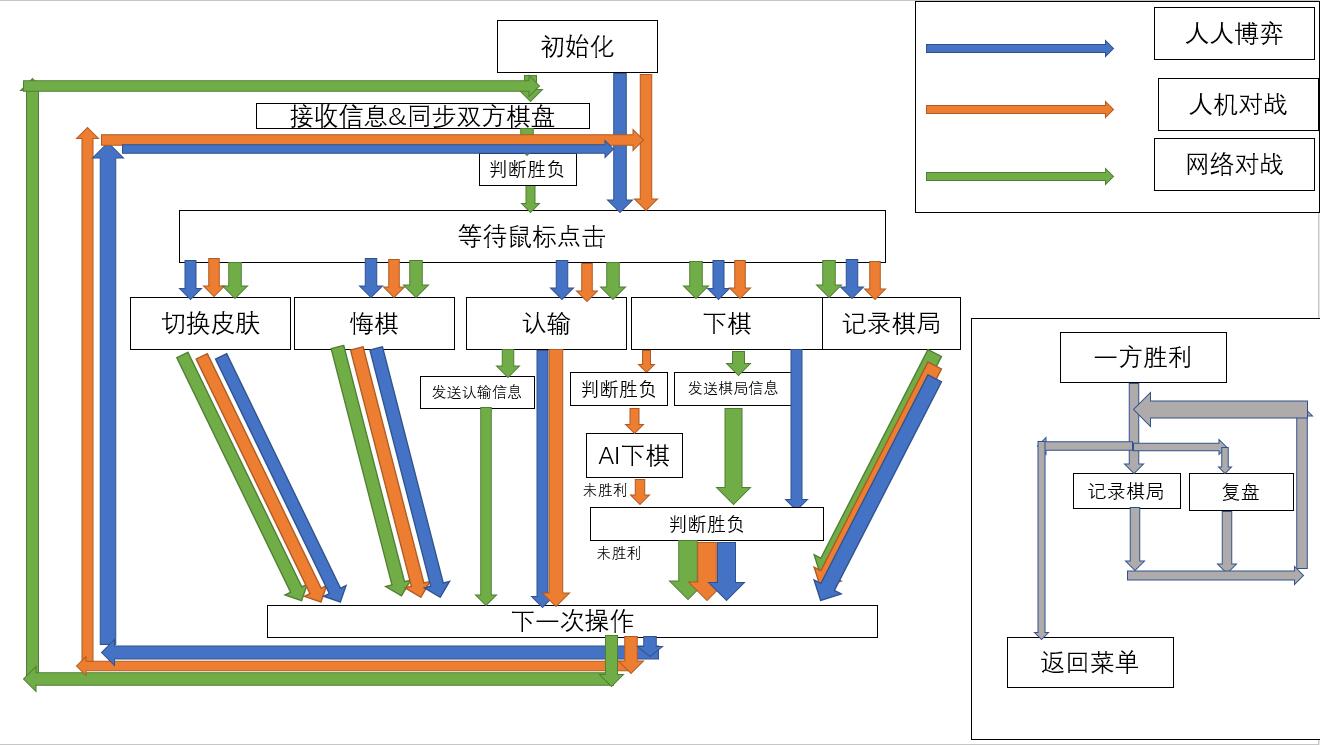 初始化
人人博弈
人机对战
网络对战
接收信息&同步双方棋盘
判断胜负
等待鼠标点击
切换皮肤
悔棋
认输
下棋
记录棋局
发送认输信息
判断胜负
发送棋局信息
AI下棋
未胜利
判断胜负
未胜利
下一次操作
一方胜利
记录棋局
复盘
返回菜单